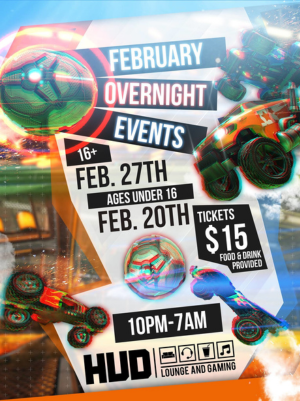 FEBRUARY
OVERNIGHT
EVENTS
16+
FEB. 27TH
AGES UNDER 16
FEB. 20TH
TICKETS
$15
FOOD & DRINK
PROVIDED
10PM-7AM
HUD
LOUNGE AND GAMING